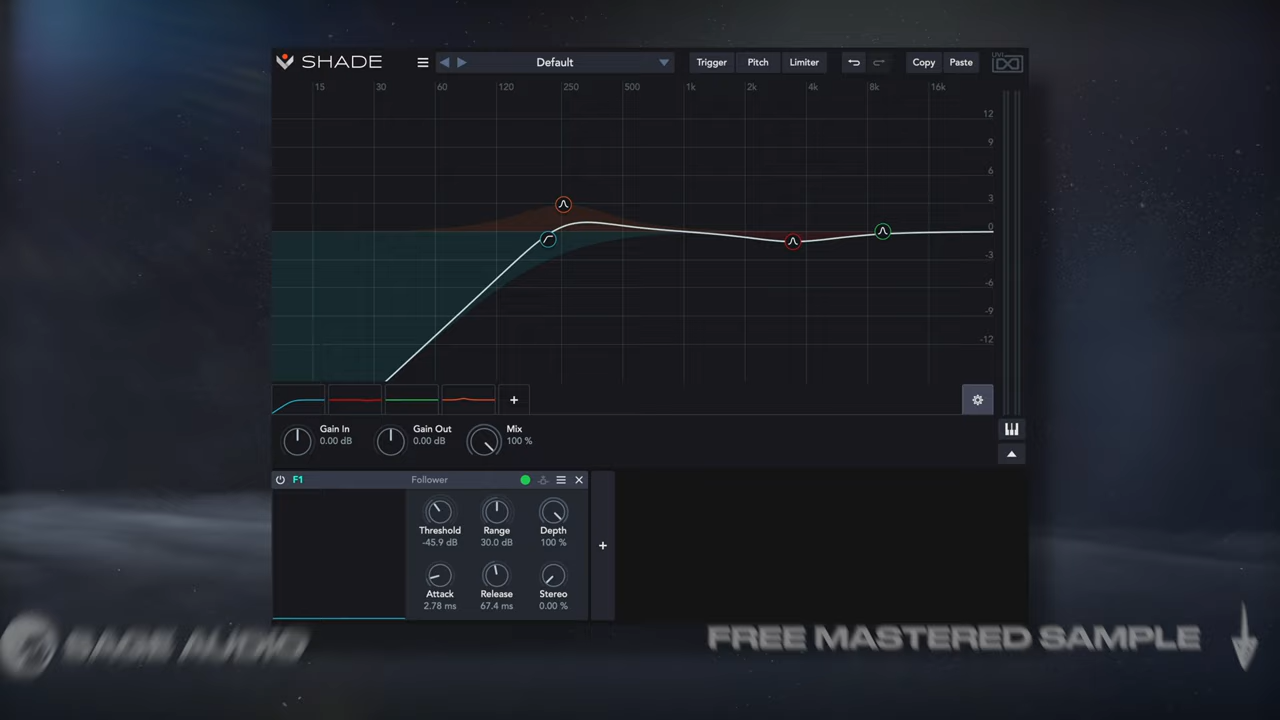 SHADE
Default
Trigger
Pitch
Limiter
Copy
Paste
UVI
15 30 60 120 250 500 1k 2k 4k 8k 16k
12
9
6
3
0
-3
-6
-9
-12
+
Gain In
0.00 dB
Gain Out
0.00 dB
Mix
100 %
F1
Follower
Threshold
-45.9 dB
Range
30.0 dB
Depth
100 %
Attack
2.78 ms
Release
67.4 ms
Stereo
0.00 %
+
SAGE AUDIO
FREE MASTERED SAMPLE